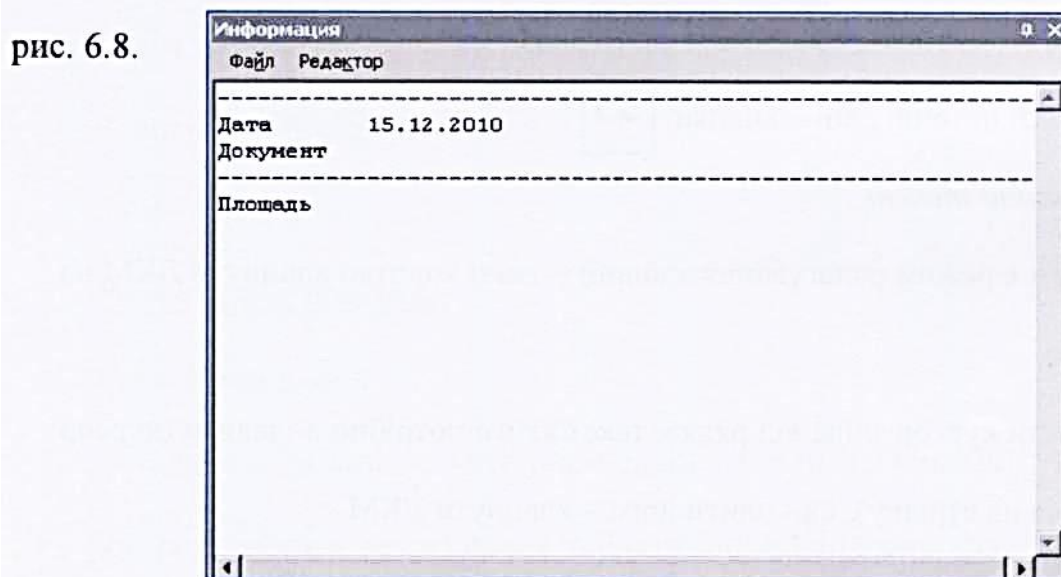 рис. 6.8.
Информация
Файл Редактор
Дата 15.12.2010
Документ
Площадь